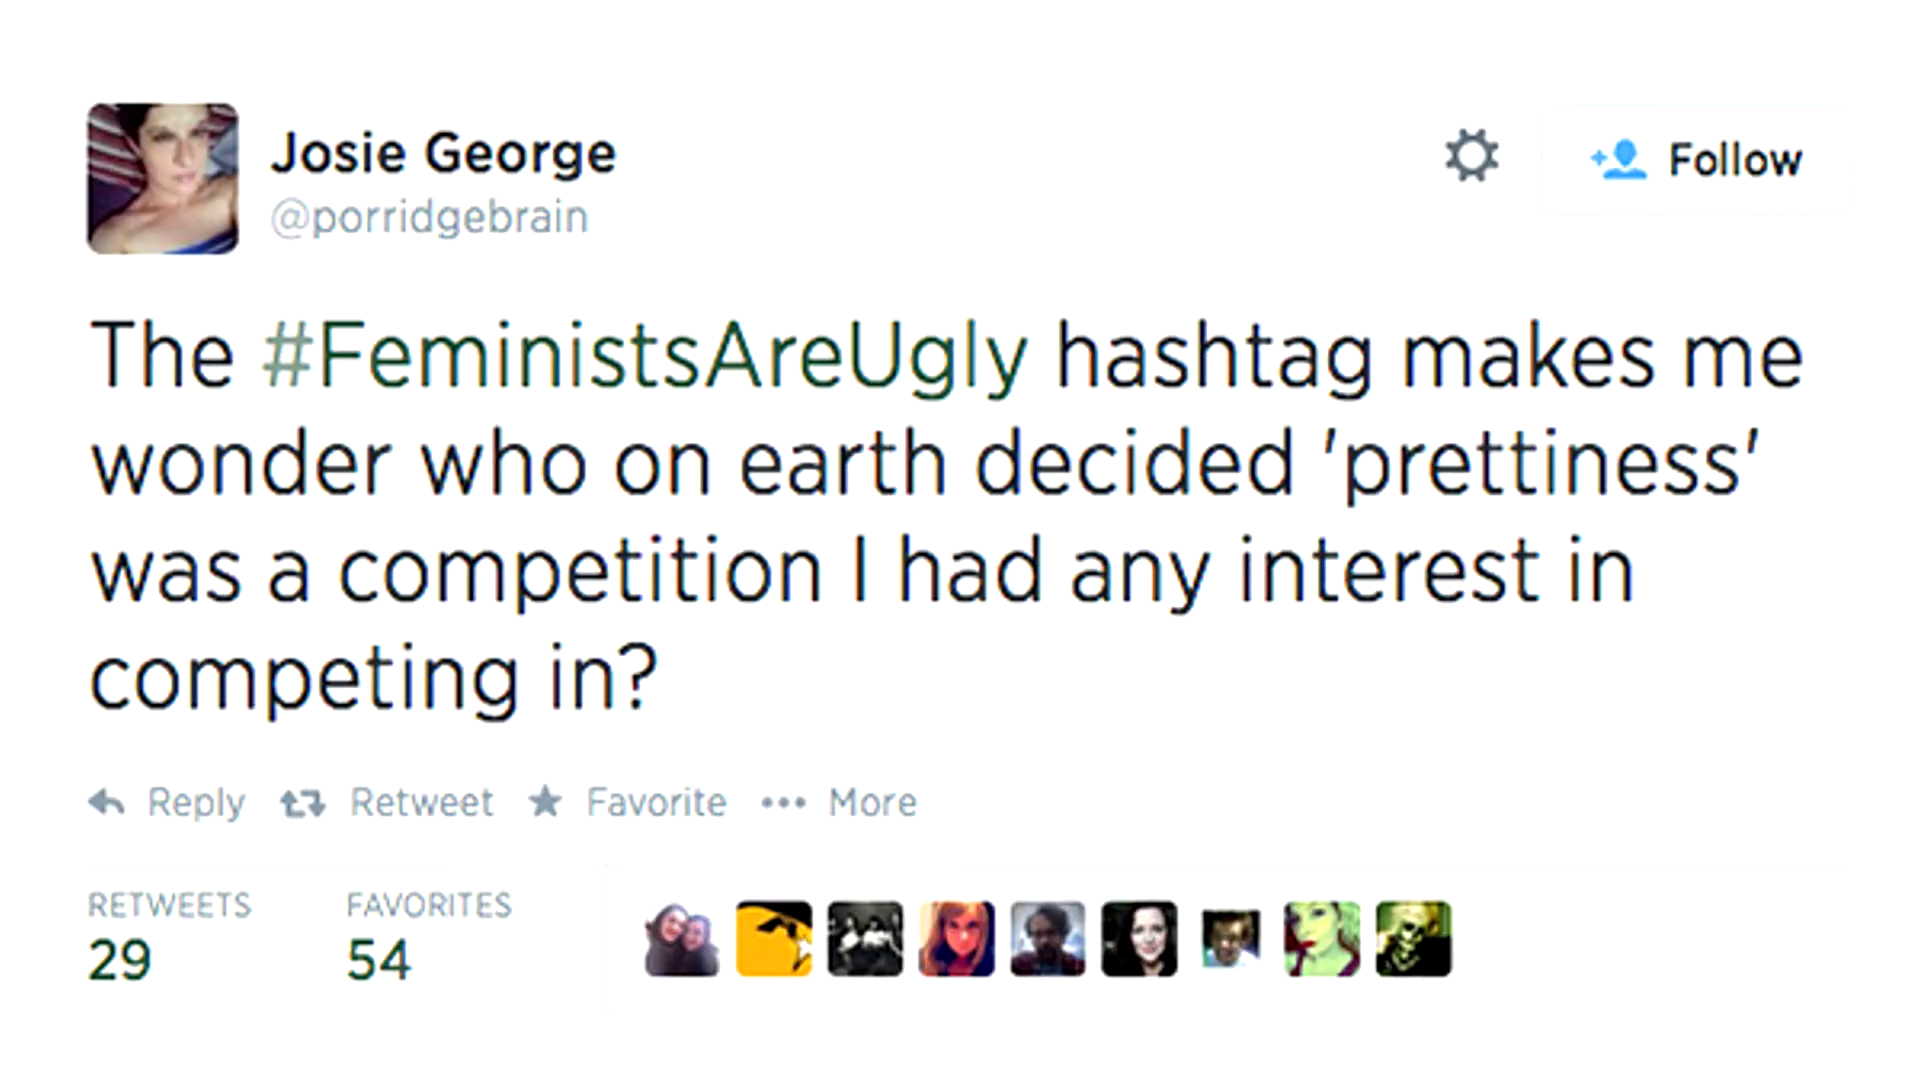 Josie George
@porridgebrain
Follow
The #FeministsAreUgly hashtag makes me
wonder who on earth decided 'prettiness'
was a competition I had any interest in
competing in?
Reply Retweet Favorite More
RETWEETS FAVORITES
29 54